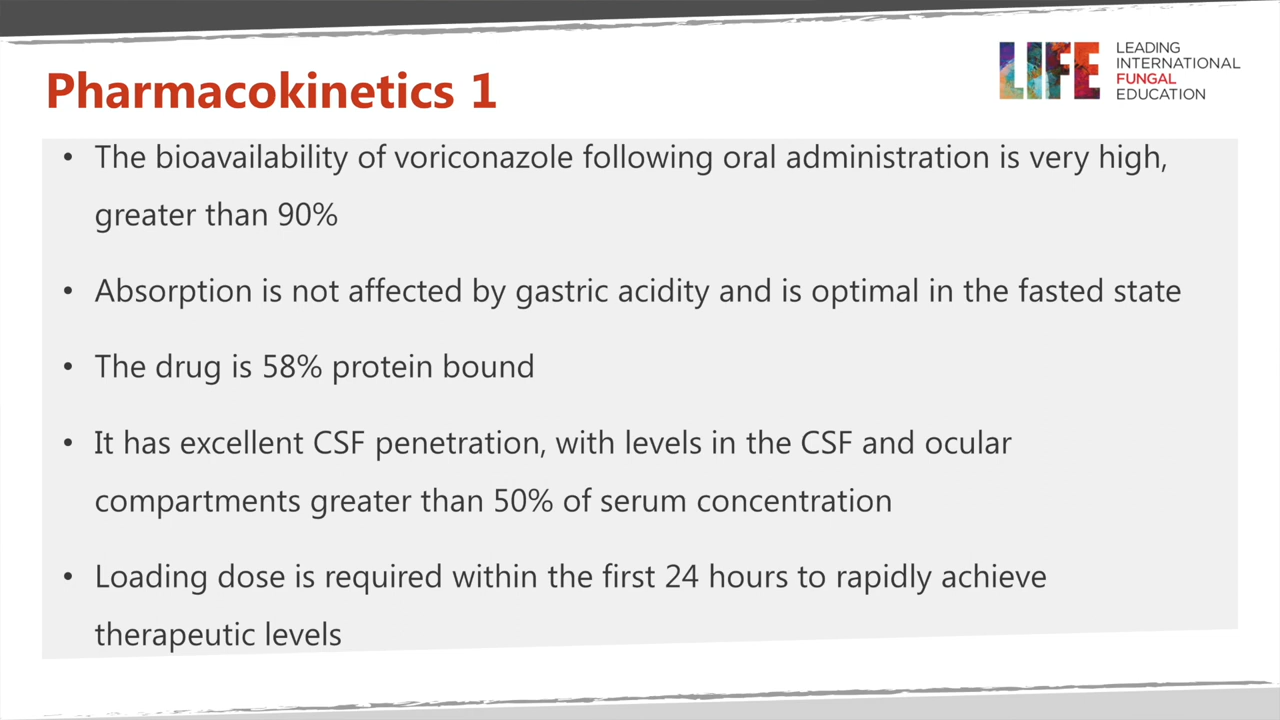 Pharmacokinetics 1
LIFE
LEADING
INTERNATIONAL
FUNGAL
EDUCATION
• The bioavailability of voriconazole following oral administration is very high,
greater than 90%
• Absorption is not affected by gastric acidity and is optimal in the fasted state
• The drug is 58% protein bound
• It has excellent CSF penetration, with levels in the CSF and ocular
compartments greater than 50% of serum concentration
• Loading dose is required within the first 24 hours to rapidly achieve
therapeutic levels